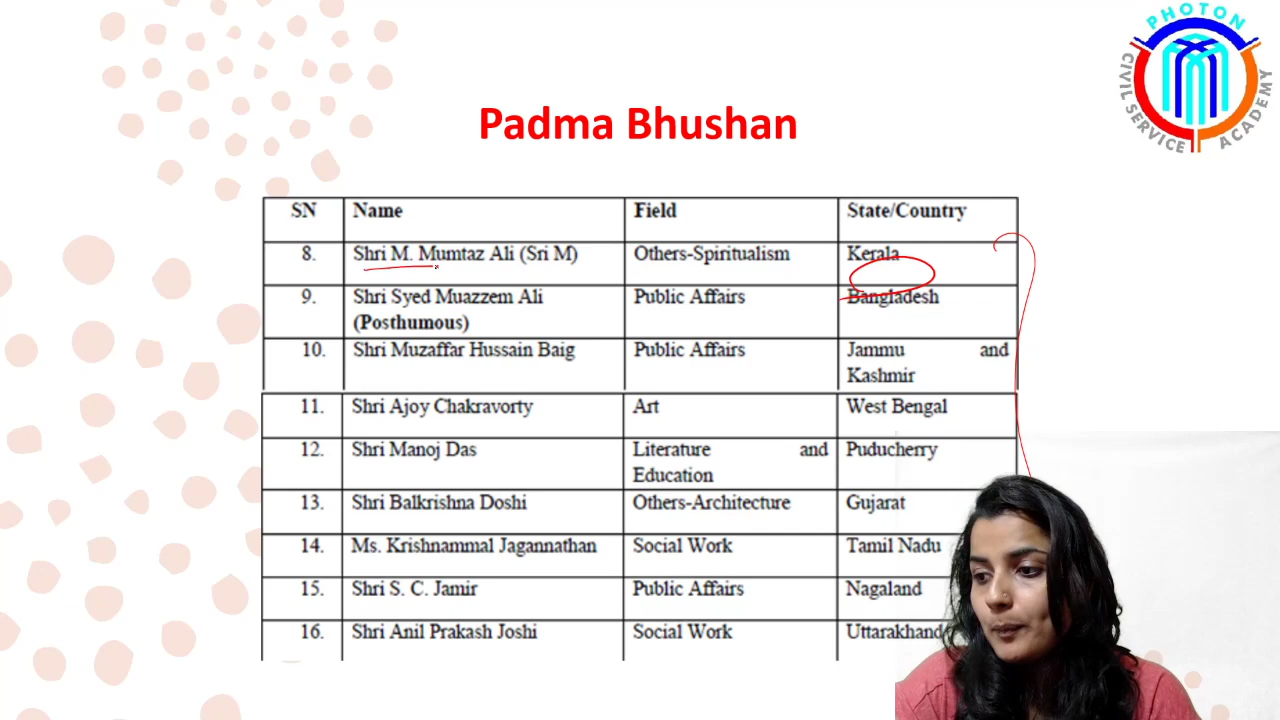 PHOTON
CIVIL SERVICE ACADEMY
Padma Bhushan
SN Name Field State/Country
8. Shri M. Mumtaz Ali (Sri M) Others-Spiritualism Kerala
9. Shri Syed Muazzem Ali Public Affairs Bangladesh
(Posthumous)
10. Shri Muzaffar Hussain Baig Public Affairs Jammu and
Kashmir
11. Shri Ajoy Chakravorty Art West Bengal
12. Shri Manoj Das Literature and Puducherry
Education
13. Shri Balkrishna Doshi Others-Architecture Gujarat
14. Ms. Krishnammal Jagannathan Social Work Tamil Nadu
15. Shri S. C. Jamir Public Affairs Nagaland
16. Shri Anil Prakash Joshi Social Work Uttarakhand